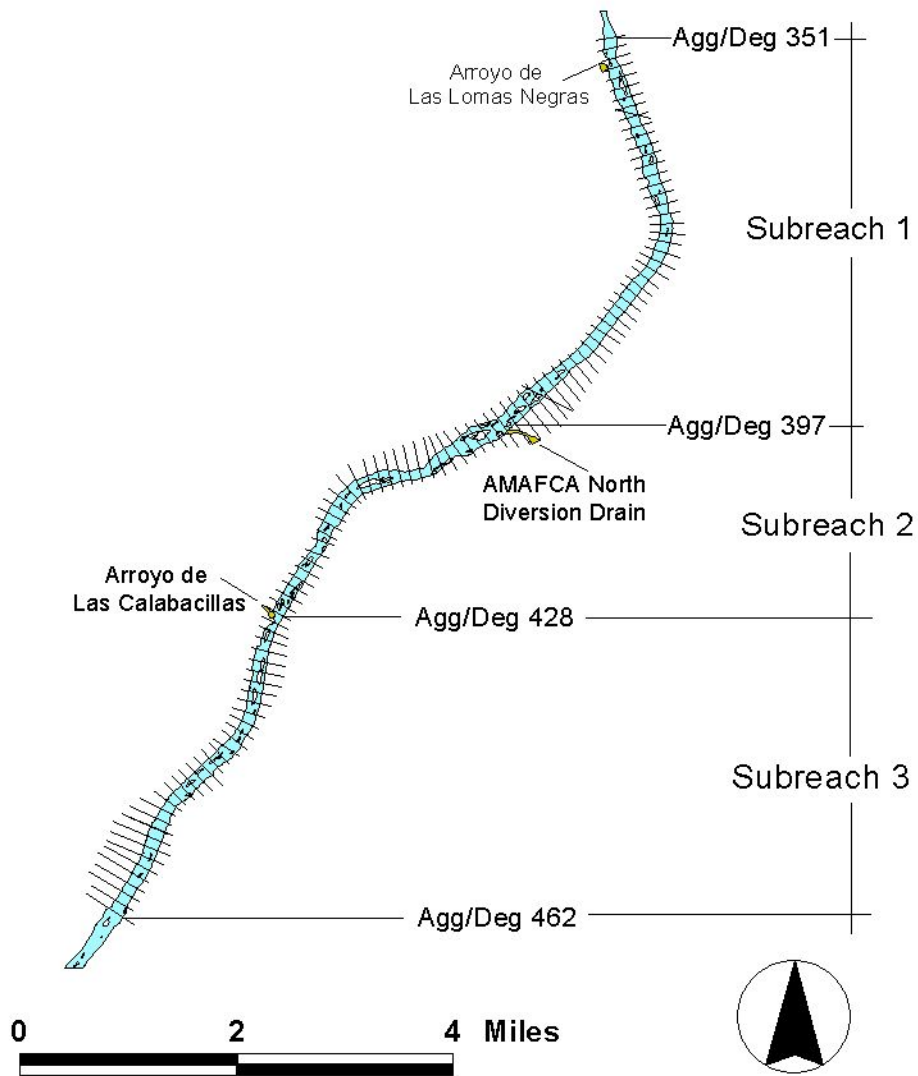 Agg/Deg 351
Arroyo de
Las Lomas Negras
Subreach 1
Agg/Deg 397
AMAFCA North
Diversion Drain
Subreach 2
Arroyo de
Las Calabacillas
Agg/Deg 428
Subreach 3
Agg/Deg 462
0 2 4 Miles